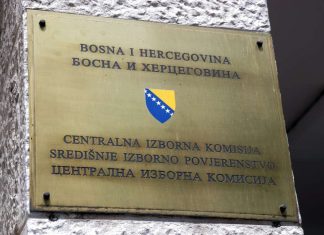 BOSNA I HERCEGOVINA
БОСНА И ХЕРЦЕГОВИНА
CENTRALNA IZBORNA KOMISIJA
SREDIŠNJE IZBORNO POVJERENSTVO
ЦЕНТРАЛНА ИЗБОРНА КОМИСИЈА